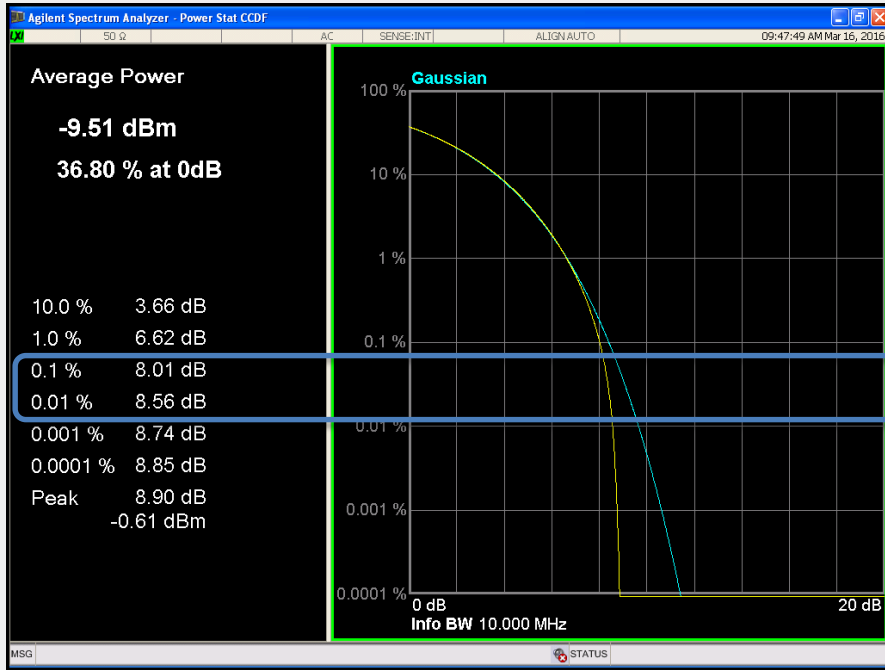 Agilent Spectrum Analyzer - Power Stat CCDF
LXI 50 Ω AC SENSE:INT ALIGN AUTO 09:47:49 AM Mar 16, 2016
Average Power
-9.51 dBm
36.80 % at 0dB
10.0 % 3.66 dB
1.0 % 6.62 dB
0.1 % 8.01 dB
0.01 % 8.56 dB
0.001 % 8.74 dB
0.0001 % 8.85 dB
Peak 8.90 dB
-0.61 dBm
Gaussian
100 %
10 %
1 %
0.1 %
0.01 %
0.001 %
0.0001 %
0 dB 20 dB
Info BW 10.000 MHz
MSG STATUS